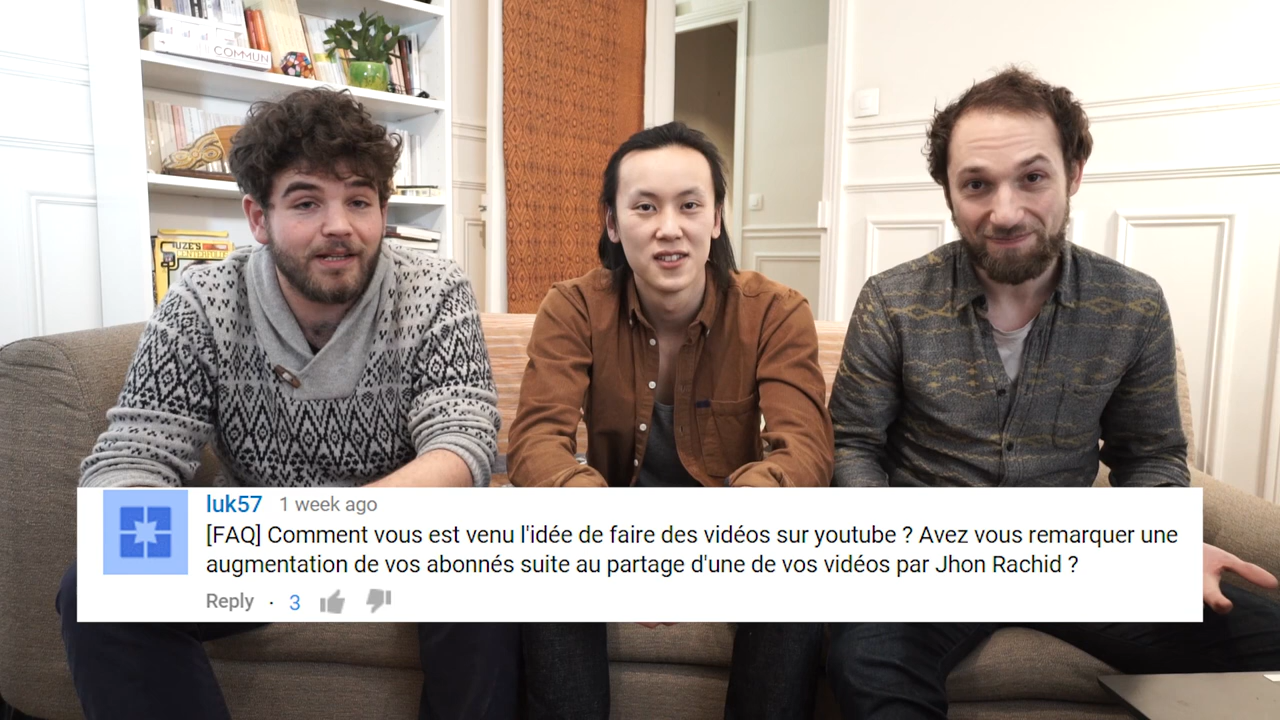 COMMUN
luk57 1 week ago
[FAQ] Comment vous est venu l'idée de faire des vidéos sur youtube ? Avez vous remarquer une
augmentation de vos abonnés suite au partage d'une de vos vidéos par Jhon Rachid ?
Reply · 3